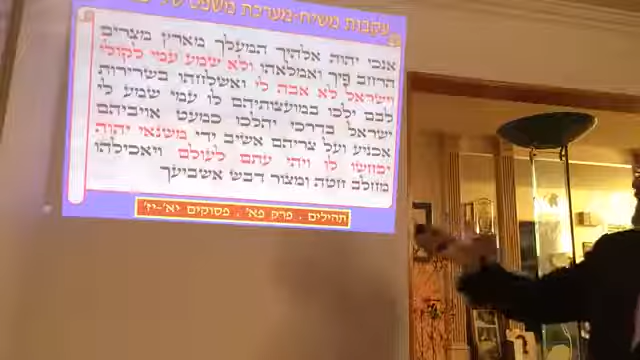 עקבות משיח-מערכת משפט של
אנכי יהוה אלהיך המעלך מארץ מצרים
הרחב פיך ואמלאהו ולא שמע עמי לקולי
וישראל לא אבה לי ואשלחהו בשרירות
לבם ילכו במועצותיהם לו עמי שמע לי
ישראל בדרכי יהלכו כמעט אויביהם
אכניע ועל צריהם אשיב ידי משנאי יהוה
יכחשו לו ויהי עתם לעולם ויאכילהו
מחלב חטה ומצור דבש אשביעך
תהילים . פרק פא' . פסוקים יא'-יז'